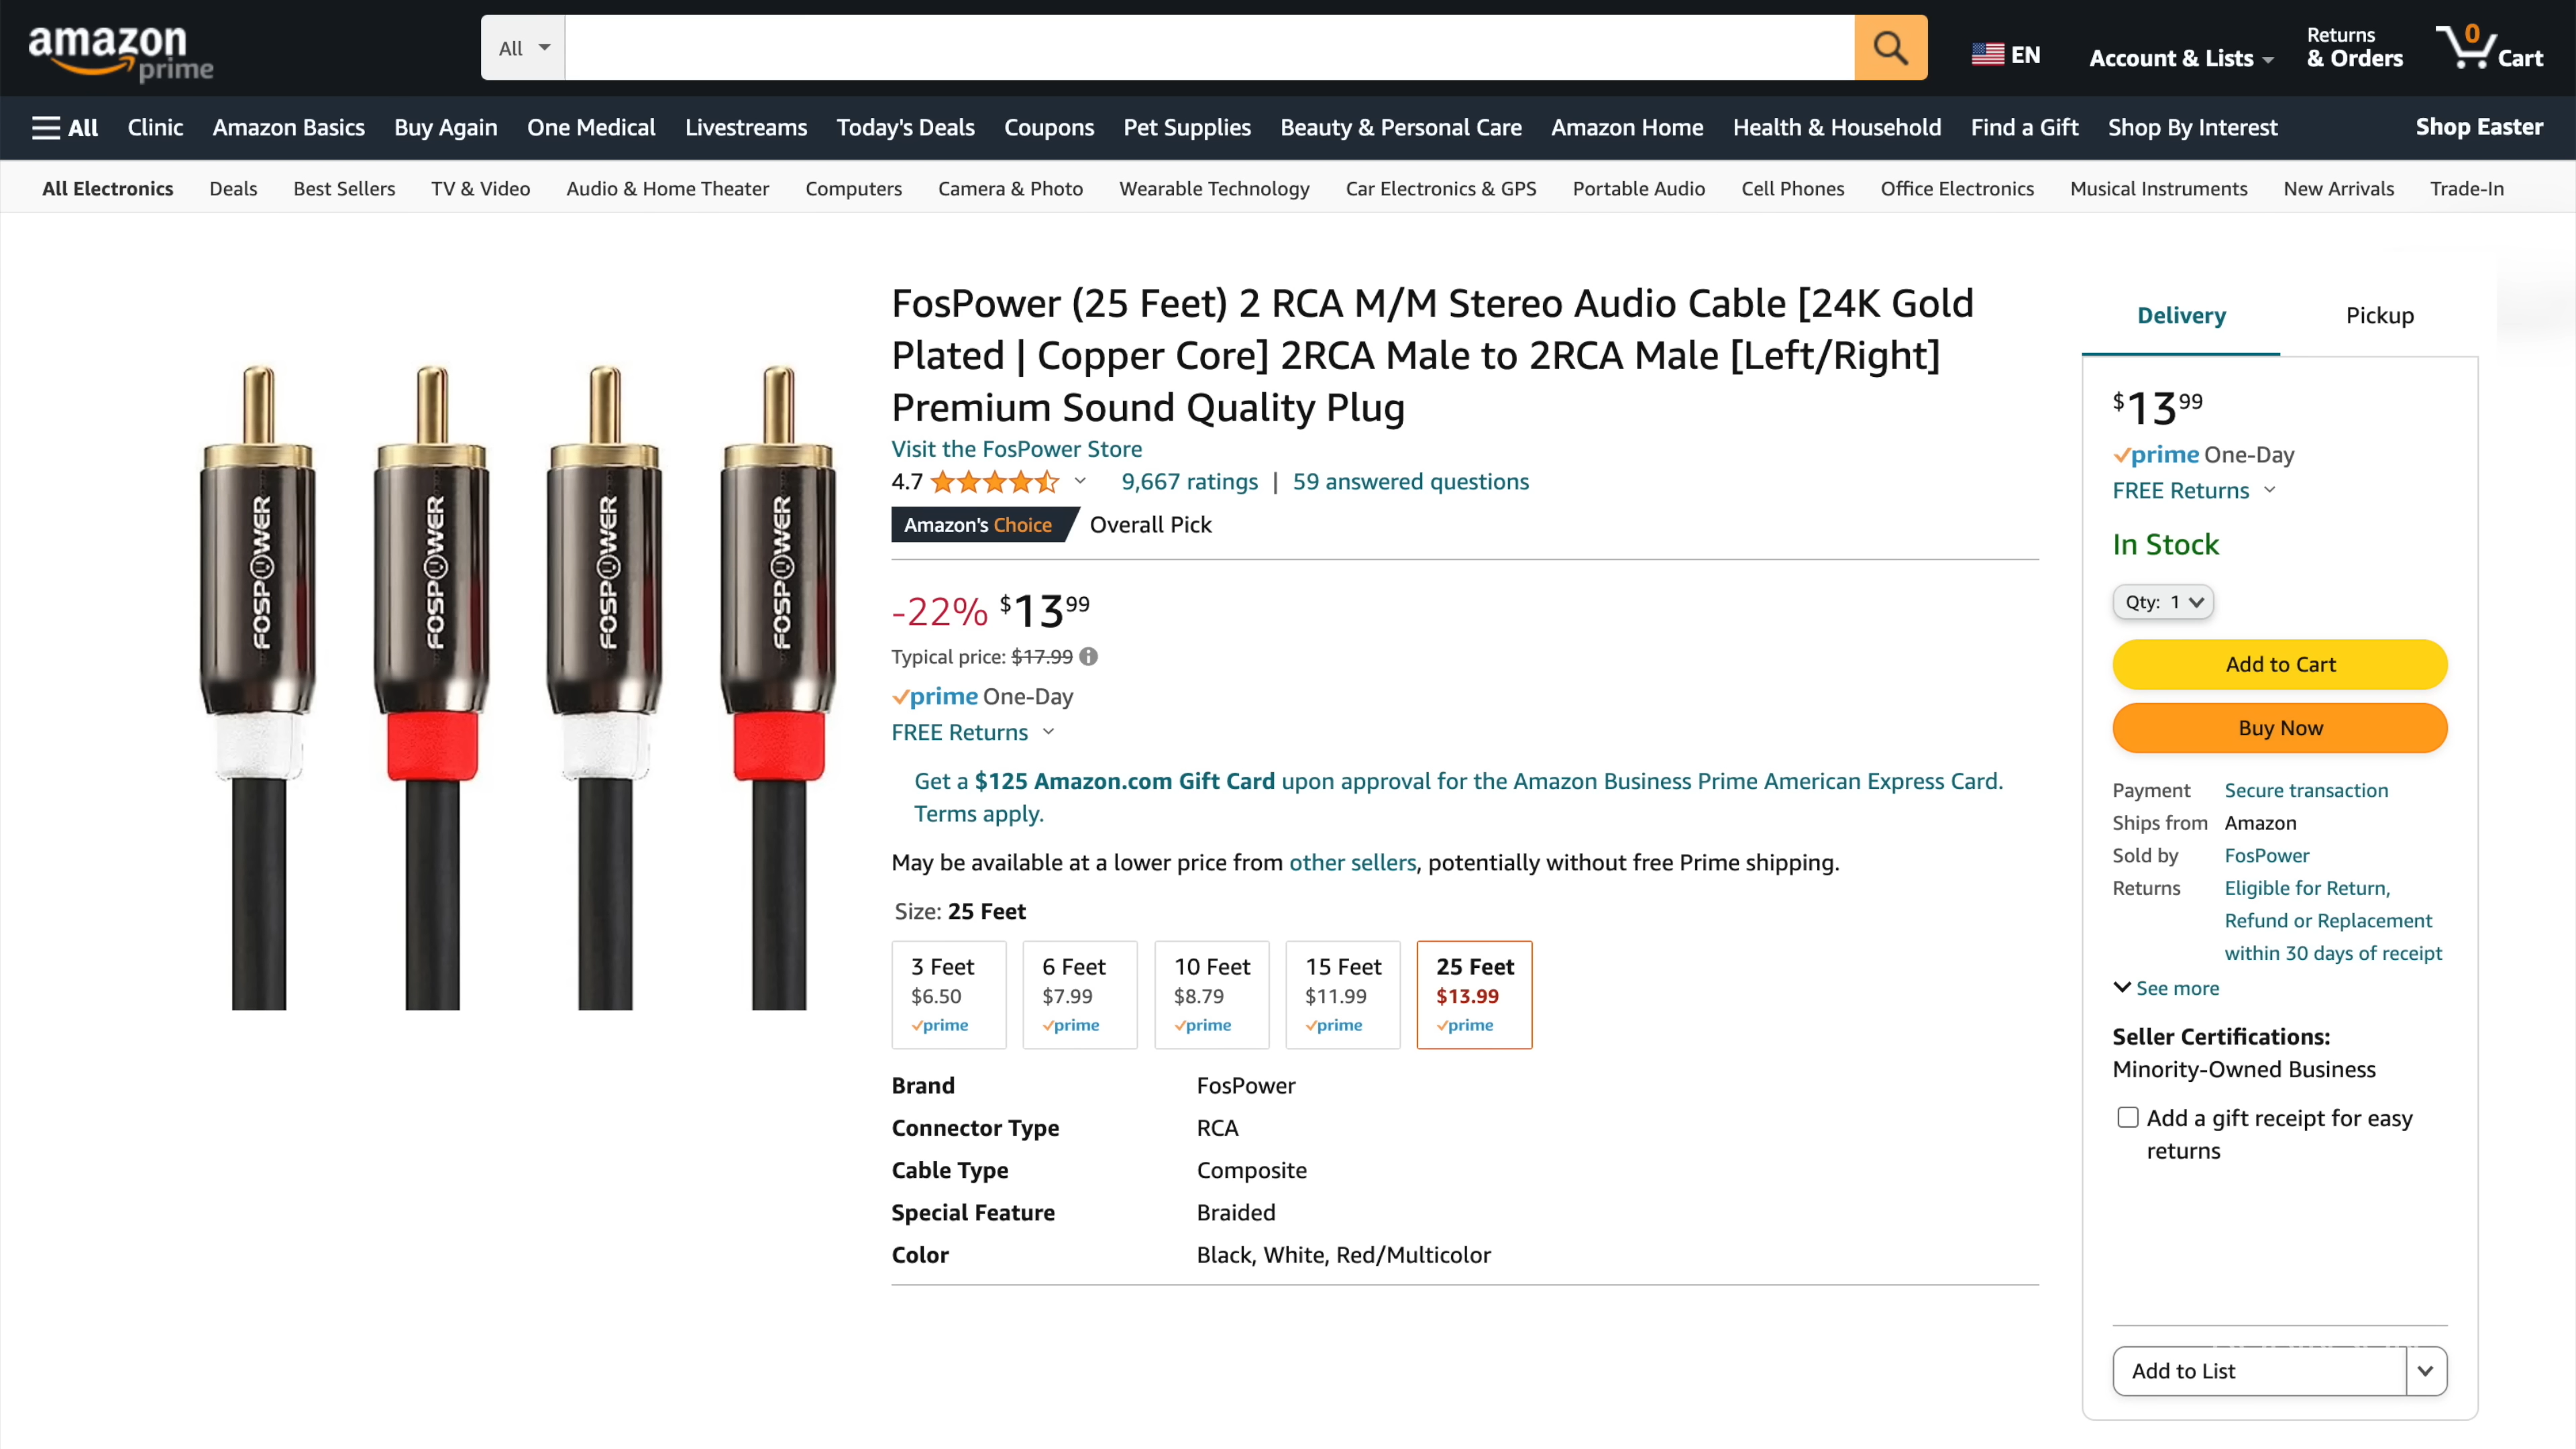 amazon prime
All
EN
Account & Lists
Returns & Orders
0 Cart
All Clinic Amazon Basics Buy Again One Medical Livestreams Today's Deals Coupons Pet Supplies Beauty & Personal Care Amazon Home Health & Household Find a Gift Shop By Interest Shop Easter
All Electronics Deals Best Sellers TV & Video Audio & Home Theater Computers Camera & Photo Wearable Technology Car Electronics & GPS Portable Audio Cell Phones Office Electronics Musical Instruments New Arrivals Trade-In
FOSPOWER FOSPOWER FOSPOWER FOSPOWER
FosPower (25 Feet) 2 RCA M/M Stereo Audio Cable [24K Gold
Plated | Copper Core] 2RCA Male to 2RCA Male [Left/Right]
Premium Sound Quality Plug
Visit the FosPower Store
4.7 9,667 ratings | 59 answered questions
Amazon's Choice Overall Pick
-22% $13 99
Typical price: $17.99
prime One-Day
FREE Returns
Get a $125 Amazon.com Gift Card upon approval for the Amazon Business Prime American Express Card.
Terms apply.
May be available at a lower price from other sellers, potentially without free Prime shipping.
Size: 25 Feet
3 Feet 6 Feet 10 Feet 15 Feet 25 Feet
$6.50 $7.99 $8.79 $11.99 $13.99
prime prime prime prime prime
Brand FosPower
Connector Type RCA
Cable Type Composite
Special Feature Braided
Color Black, White, Red/Multicolor
Delivery Pickup
$13 99
prime One-Day
FREE Returns
In Stock
Qty: 1
Add to Cart
Buy Now
Payment Secure transaction
Ships from Amazon
Sold by FosPower
Returns Eligible for Return,
Refund or Replacement
within 30 days of receipt
See more
Seller Certifications:
Minority-Owned Business
Add a gift receipt for easy
returns
Add to List